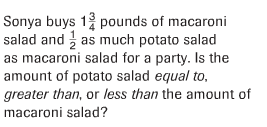 Sonya buys 1 3/4 pounds of macaroni
salad and 1/2 as much potato salad
as macaroni salad for a party. Is the
amount of potato salad equal to,
greater than, or less than the amount of
macaroni salad?